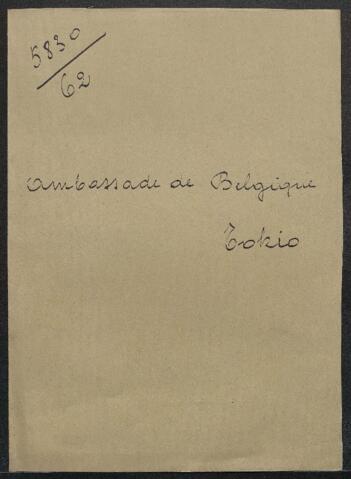 5830/62
Ambassade de Belgique
Tokio